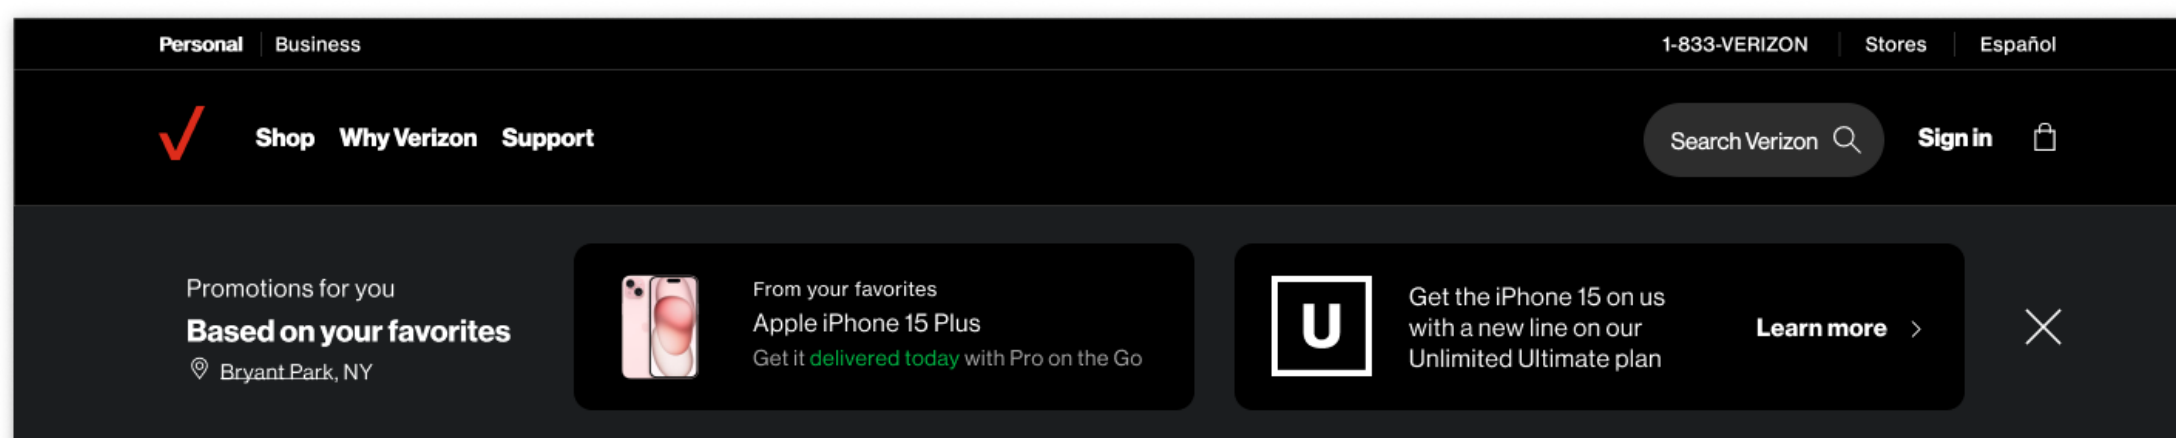 Personal
Business
1-833-VERIZON
Stores
Español
Shop
Why Verizon
Support
Search Verizon
Sign in
Promotions for you
Based on your favorites
Bryant Park, NY
From your favorites
Apple iPhone 15 Plus
Get it delivered today with Pro on the Go
U
Get the iPhone 15 on us
with a new line on our
Unlimited Ultimate plan
Learn more